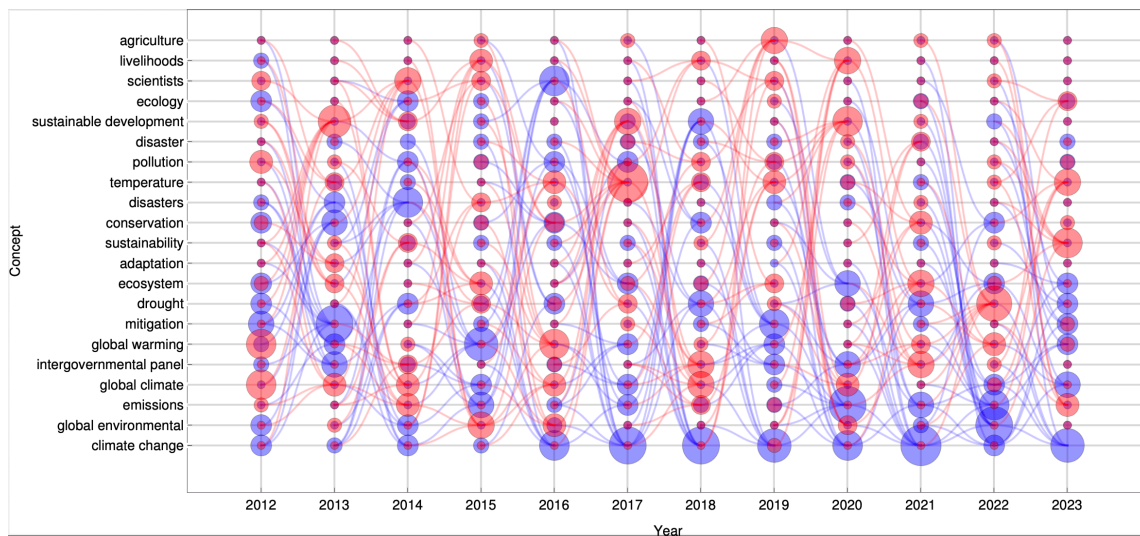 Concept
agriculture
livelihoods
scientists
ecology
sustainable development
disaster
pollution
temperature
disasters
conservation
sustainability
adaptation
ecosystem
drought
mitigation
global warming
intergovernmental panel
global climate
emissions
global environmental
climate change
2012 2013 2014 2015 2016 2017 2018 2019 2020 2021 2022 2023
Year